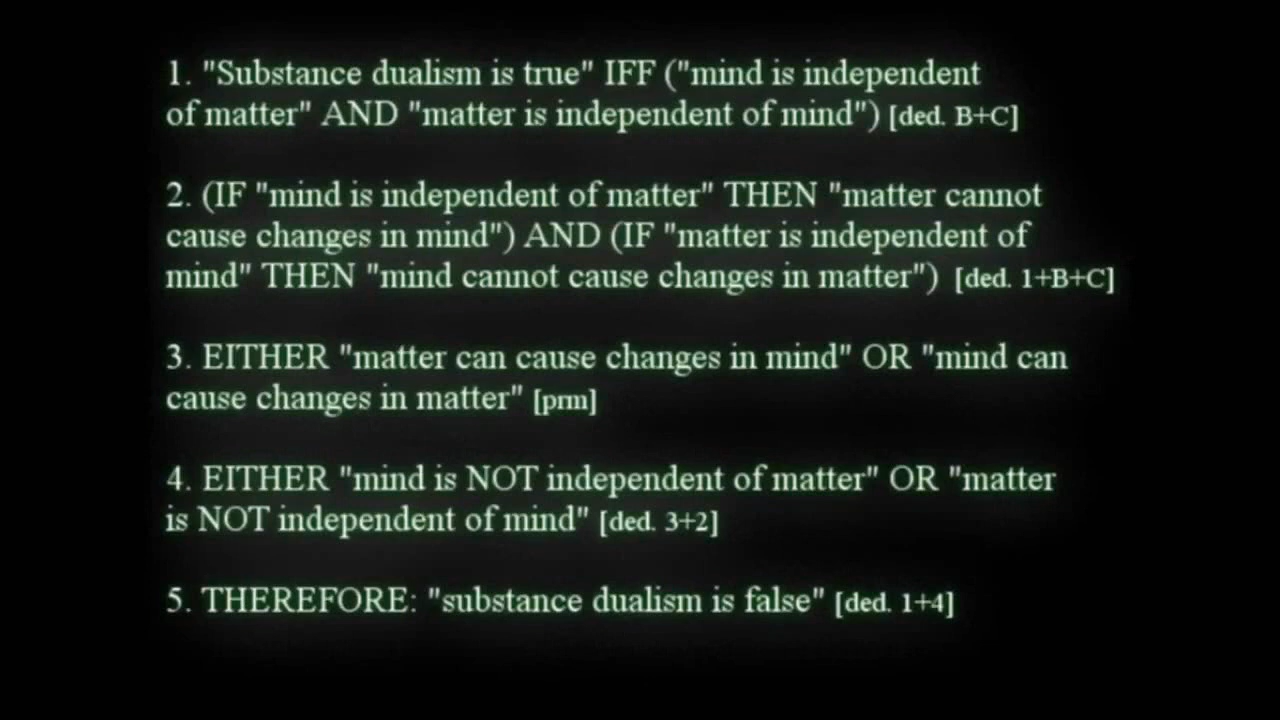 1. "Substance dualism is true" IFF ("mind is independent
of matter" AND "matter is independent of mind") [ded. B+C]
2. (IF "mind is independent of matter" THEN "matter cannot
cause changes in mind") AND (IF "matter is independent of
mind" THEN "mind cannot cause changes in matter") [ded. 1+B+C]
3. EITHER "matter can cause changes in mind" OR "mind can
cause changes in matter" [prm]
4. EITHER "mind is NOT independent of matter" OR "matter
is NOT independent of mind" [ded. 3+2]
5. THEREFORE: "substance dualism is false" [ded. 1+4]